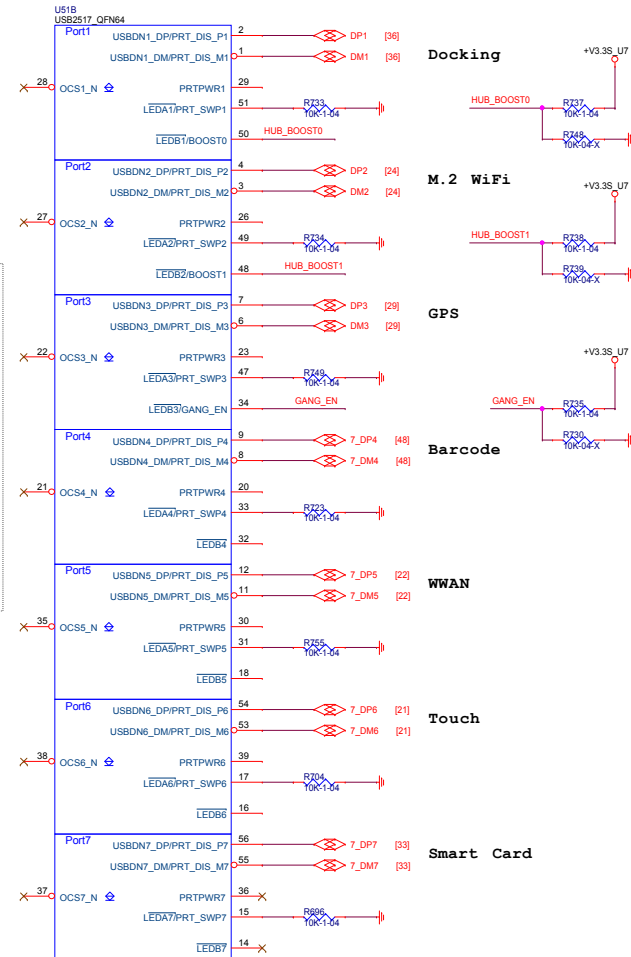 U51B
USB2517_QFN64
Port1
USBDN1_DP/PRT_DIS_P1 2 DP1 [36]
USBDN1_DM/PRT_DIS_M1 1 DM1 [36]
Docking
28 OCS1_N PRTPWR1 29
LEDA1/PRT_SWP1 51 R733 10K-1-04
LEDB1/BOOST0 50 HUB_BOOST0
+V3.3S_U7
HUB_BOOST0 R737 10K-1-04
R748 10K-04-X
Port2
USBDN2_DP/PRT_DIS_P2 4 DP2 [24]
USBDN2_DM/PRT_DIS_M2 3 DM2 [24]
M.2 WiFi
27 OCS2_N PRTPWR2 26
LEDA2/PRT_SWP2 49 R734 10K-1-04
LEDB2/BOOST1 48 HUB_BOOST1
+V3.3S_U7
HUB_BOOST1 R738 10K-1-04
R739 10K-04-X
Port3
USBDN3_DP/PRT_DIS_P3 7 DP3 [29]
USBDN3_DM/PRT_DIS_M3 6 DM3 [29]
GPS
22 OCS3_N PRTPWR3 23
LEDA3/PRT_SWP3 47 R749 10K-1-04
LEDB3/GANG_EN 34 GANG_EN
+V3.3S_U7
GANG_EN R735 10K-1-04
R730 10K-04-X
Port4
USBDN4_DP/PRT_DIS_P4 9 7_DP4 [48]
USBDN4_DM/PRT_DIS_M4 8 7_DM4 [48]
Barcode
21 OCS4_N PRTPWR4 20
LEDA4/PRT_SWP4 33 R723 10K-1-04
LEDB4 32
Port5
USBDN5_DP/PRT_DIS_P5 12 7_DP5 [22]
USBDN5_DM/PRT_DIS_M5 11 7_DM5 [22]
WWAN
35 OCS5_N PRTPWR5 30
LEDA5/PRT_SWP5 31 R755 10K-1-04
LEDB5 18
Port6
USBDN6_DP/PRT_DIS_P6 54 7_DP6 [21]
USBDN6_DM/PRT_DIS_M6 53 7_DM6 [21]
Touch
38 OCS6_N PRTPWR6 39
LEDA6/PRT_SWP6 17 R704 10K-1-04
LEDB6 16
Port7
USBDN7_DP/PRT_DIS_P7 56 7_DP7 [33]
USBDN7_DM/PRT_DIS_M7 55 7_DM7 [33]
Smart Card
37 OCS7_N PRTPWR7 36
LEDA7/PRT_SWP7 15 R696 10K-1-04
LEDB7 14